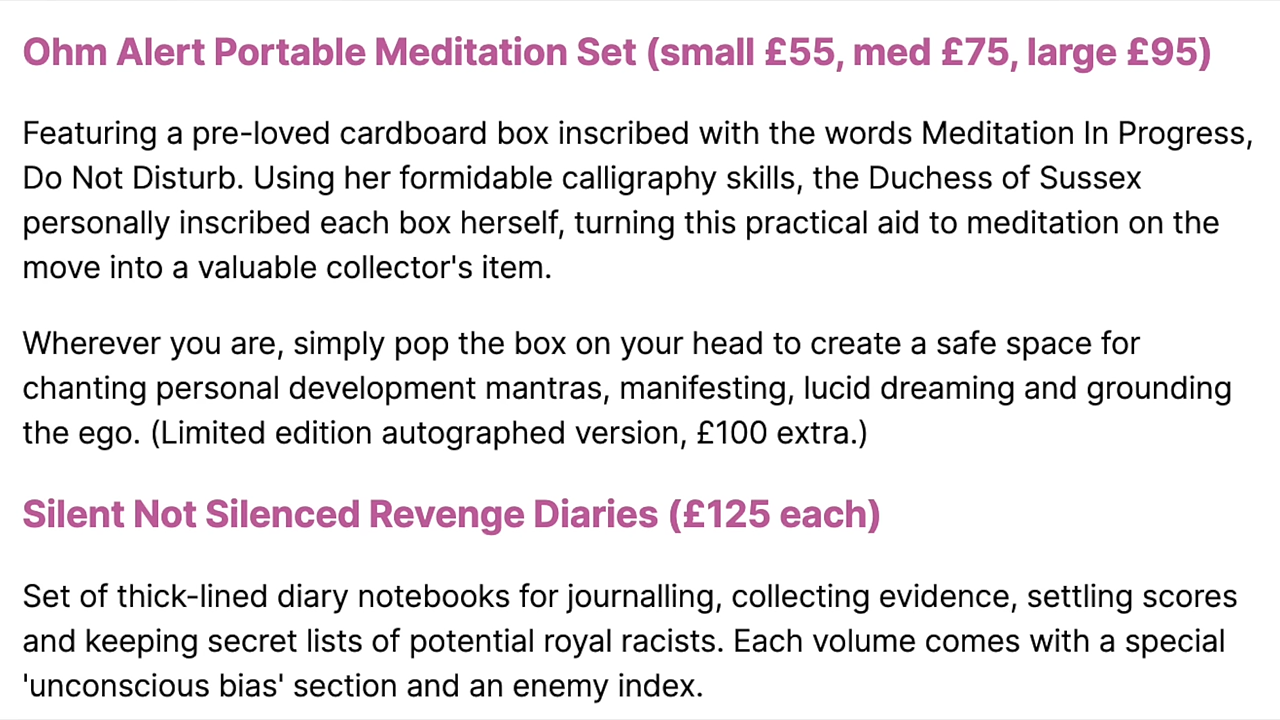 Ohm Alert Portable Meditation Set (small £55, med £75, large £95)
Featuring a pre-loved cardboard box inscribed with the words Meditation In Progress,
Do Not Disturb. Using her formidable calligraphy skills, the Duchess of Sussex
personally inscribed each box herself, turning this practical aid to meditation on the
move into a valuable collector's item.
Wherever you are, simply pop the box on your head to create a safe space for
chanting personal development mantras, manifesting, lucid dreaming and grounding
the ego. (Limited edition autographed version, £100 extra.)
Silent Not Silenced Revenge Diaries (£125 each)
Set of thick-lined diary notebooks for journalling, collecting evidence, settling scores
and keeping secret lists of potential royal racists. Each volume comes with a special
'unconscious bias' section and an enemy index.